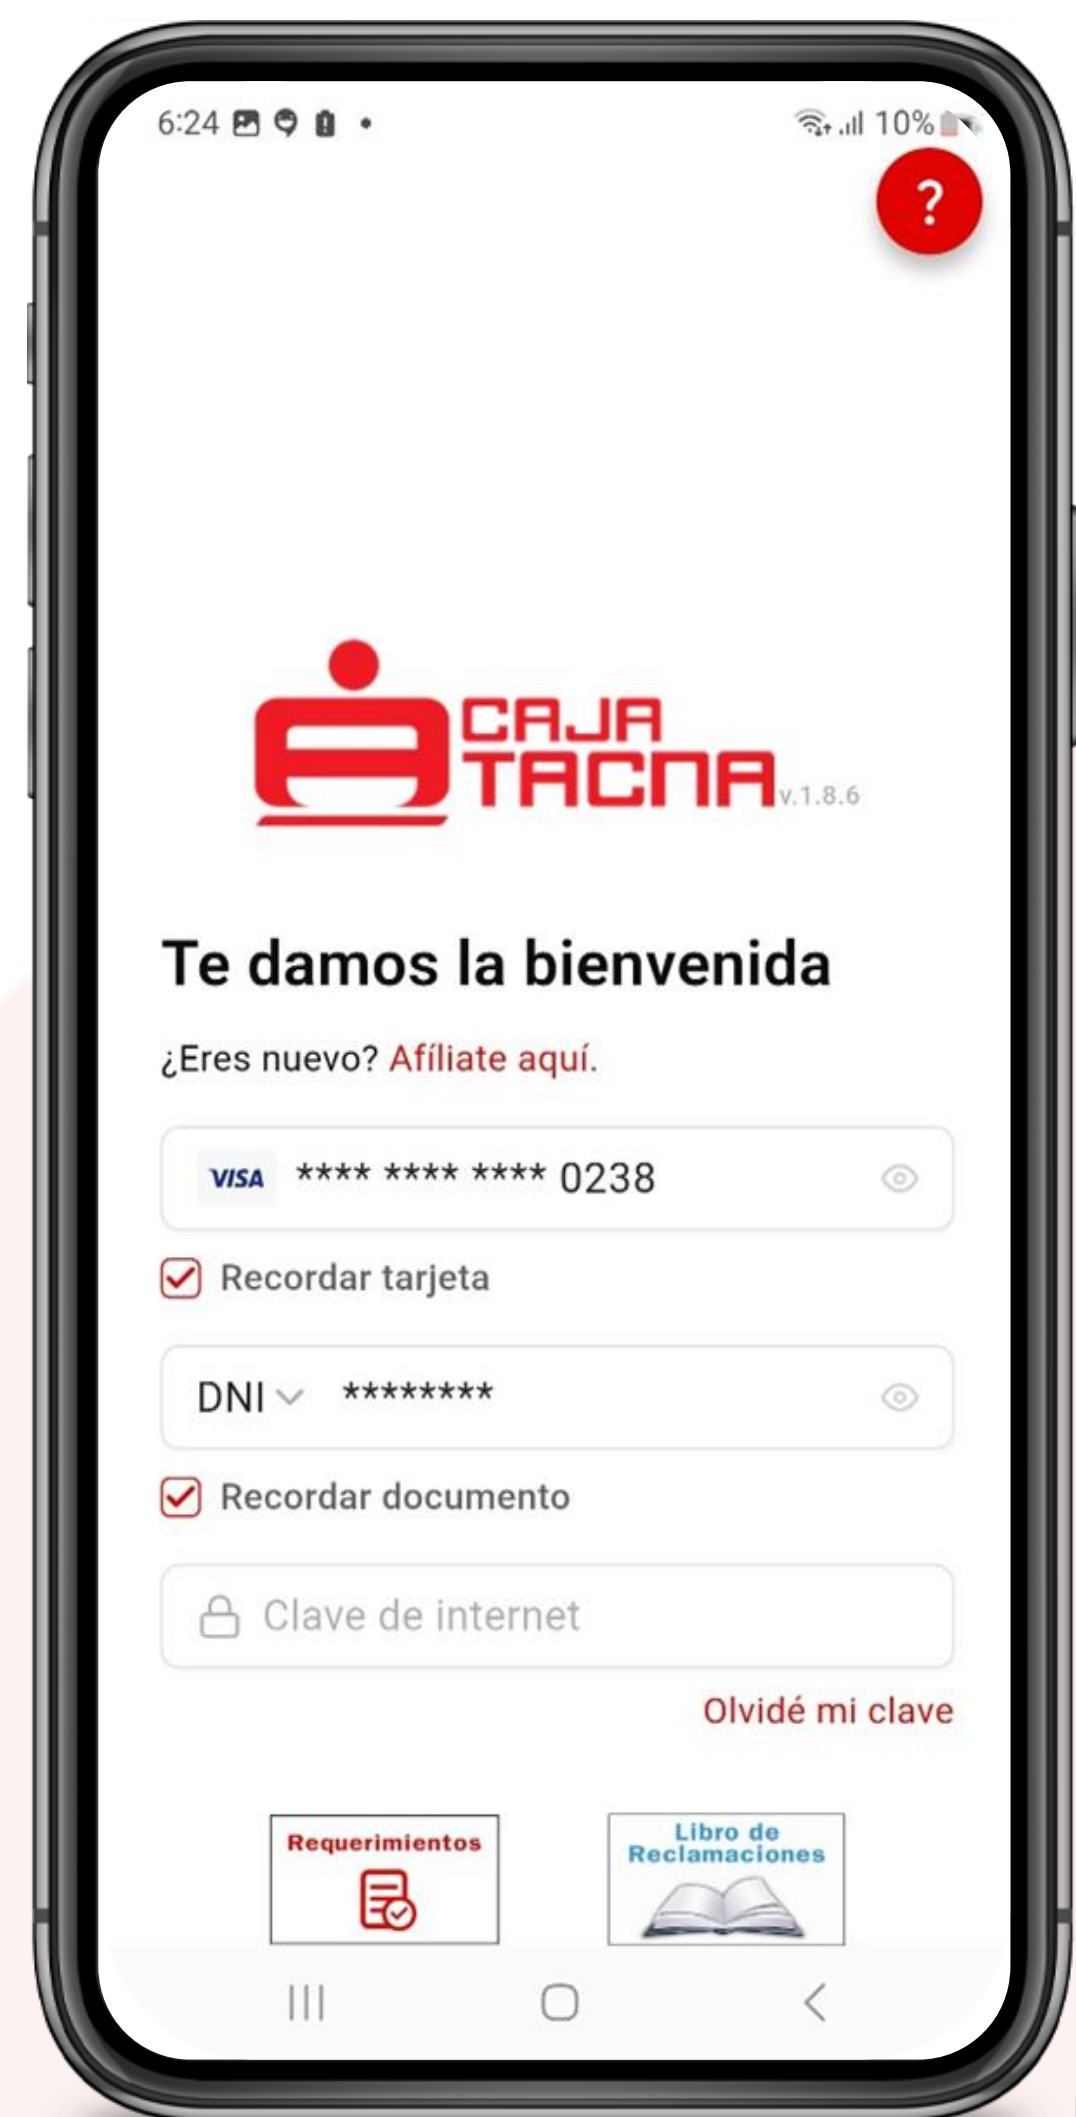 6:24
10%
?
CAJA
TACNA
v.1.8.6
Te damos la bienvenida
¿Eres nuevo? Afíliate aquí.
VISA **** **** **** 0238
Recordar tarjeta
DNI ********
Recordar documento
Clave de internet
Olvidé mi clave
Requerimientos
Libro de
Reclamaciones